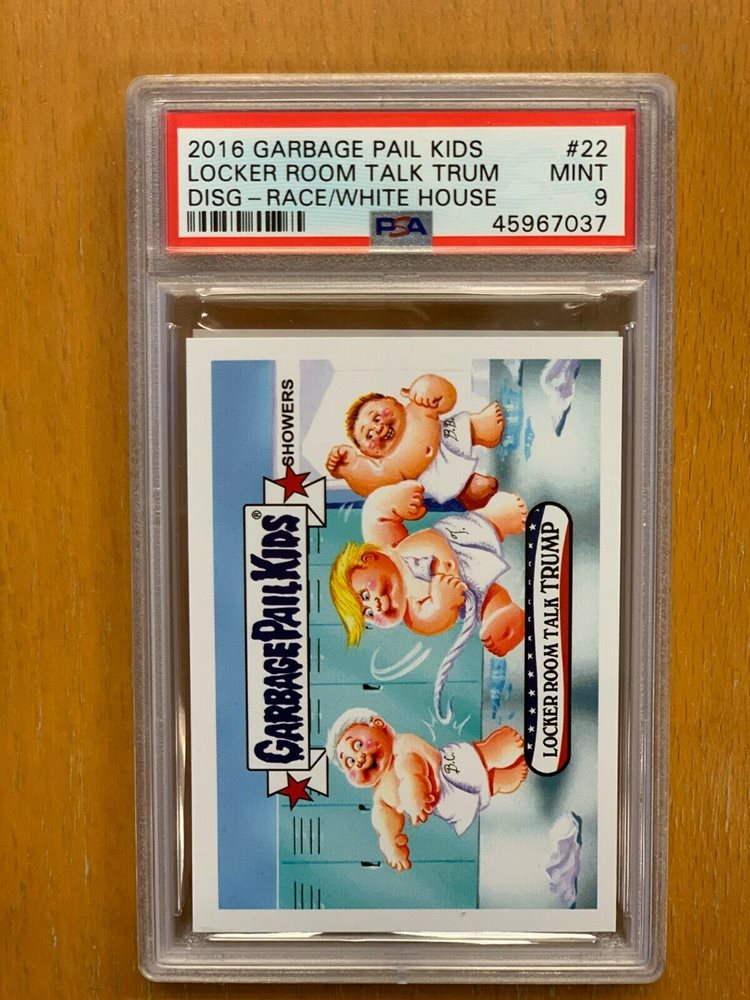 2016 GARBAGE PAIL KIDS #22
LOCKER ROOM TALK TRUM MINT
DISG – RACE/WHITE HOUSE 9
PSA 45967037
SHOWERS
GARBAGE PAIL KIDS®
B.C.
T.
B.B.
LOCKER ROOM TALK TRUMP